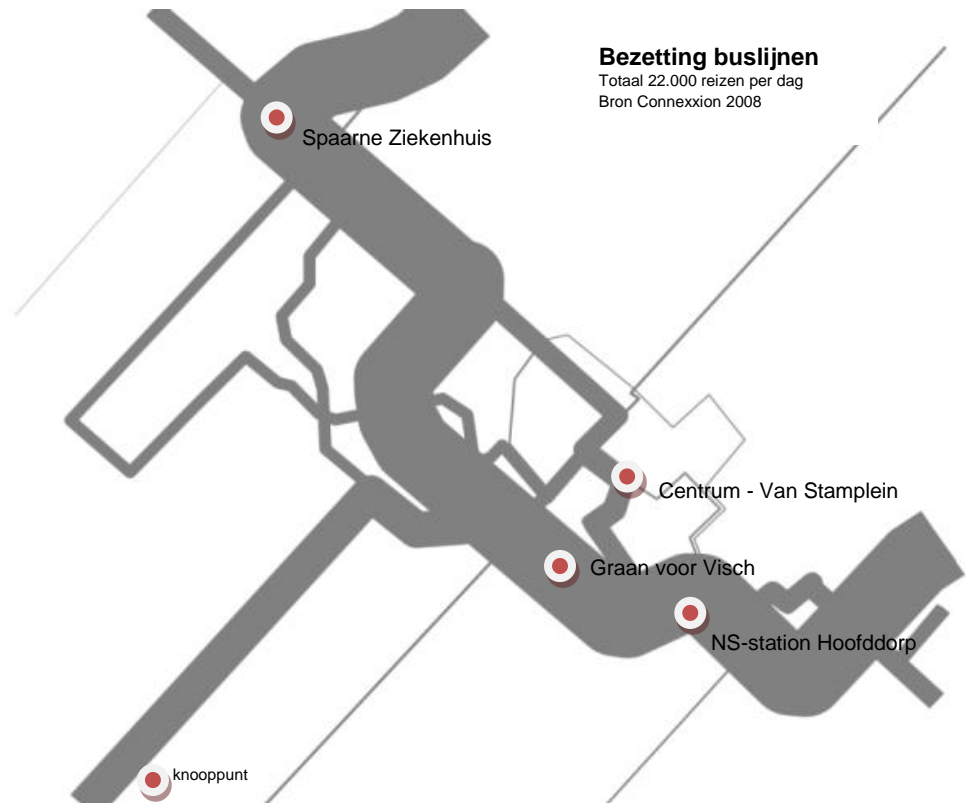 Bezetting buslijnen
Totaal 22.000 reizen per dag
Bron Connexxion 2008
Spaarne Ziekenhuis
Centrum - Van Stamplein
Graan voor Visch
NS-station Hoofddorp
knooppunt